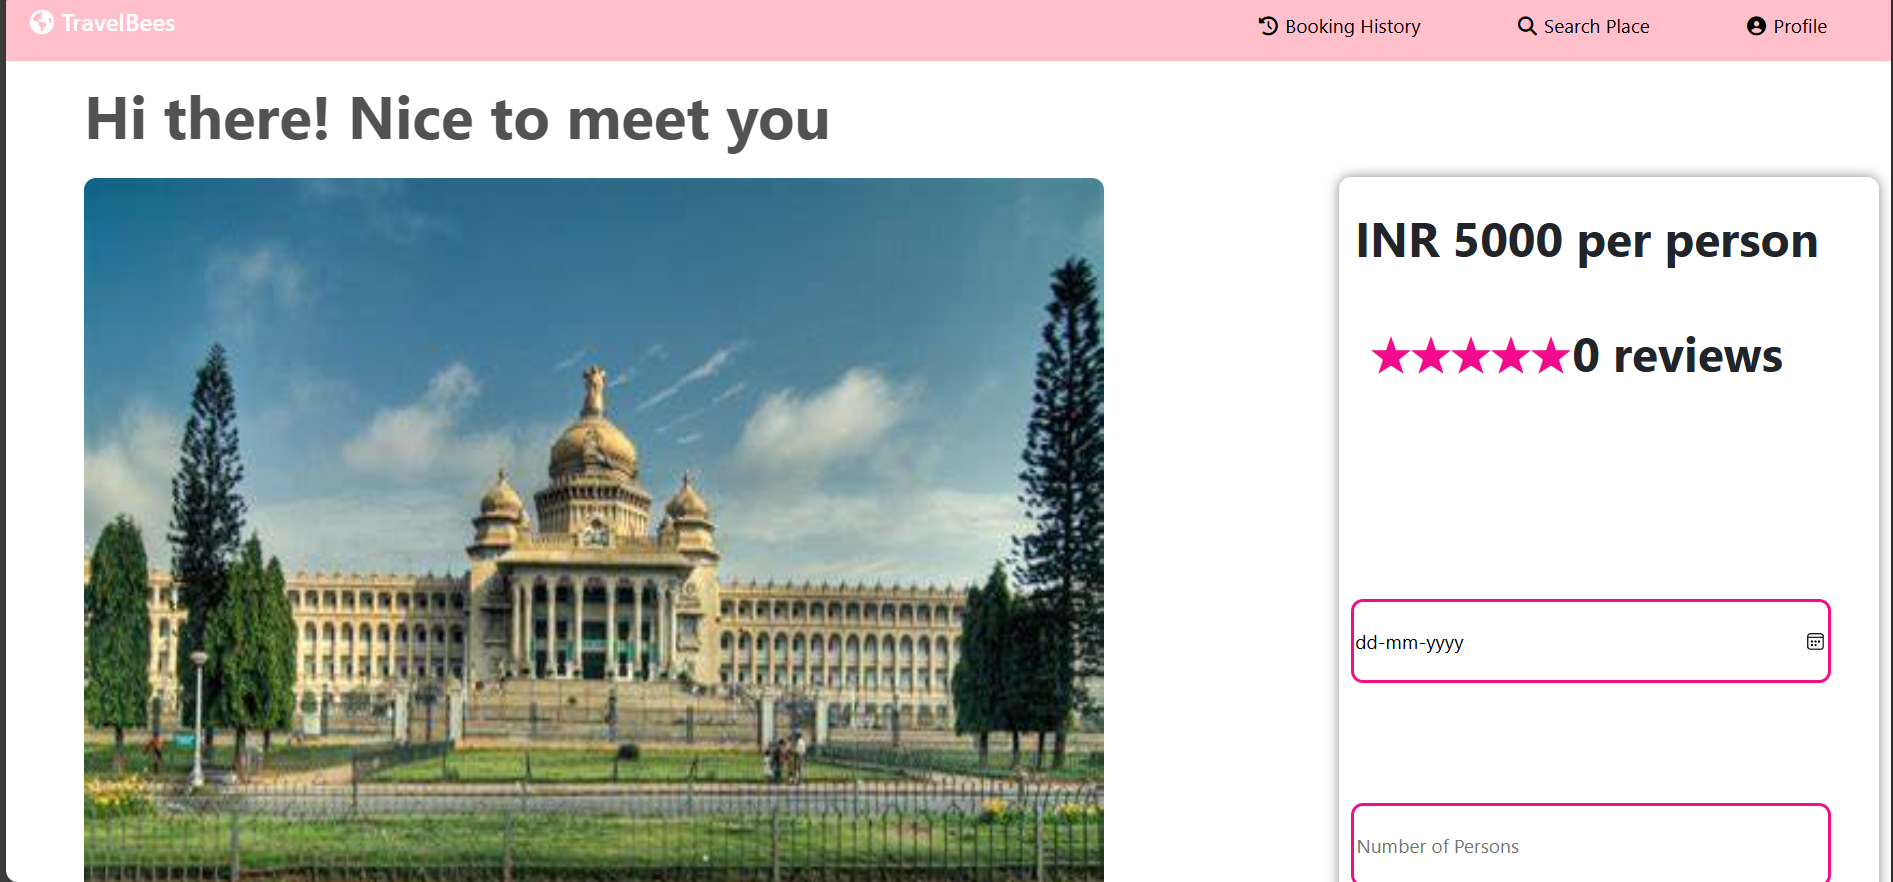 TravelBees
Booking History
Search Place
Profile
Hi there! Nice to meet you
INR 5000 per person
★★★★★0 reviews
dd-mm-yyyy
Number of Persons